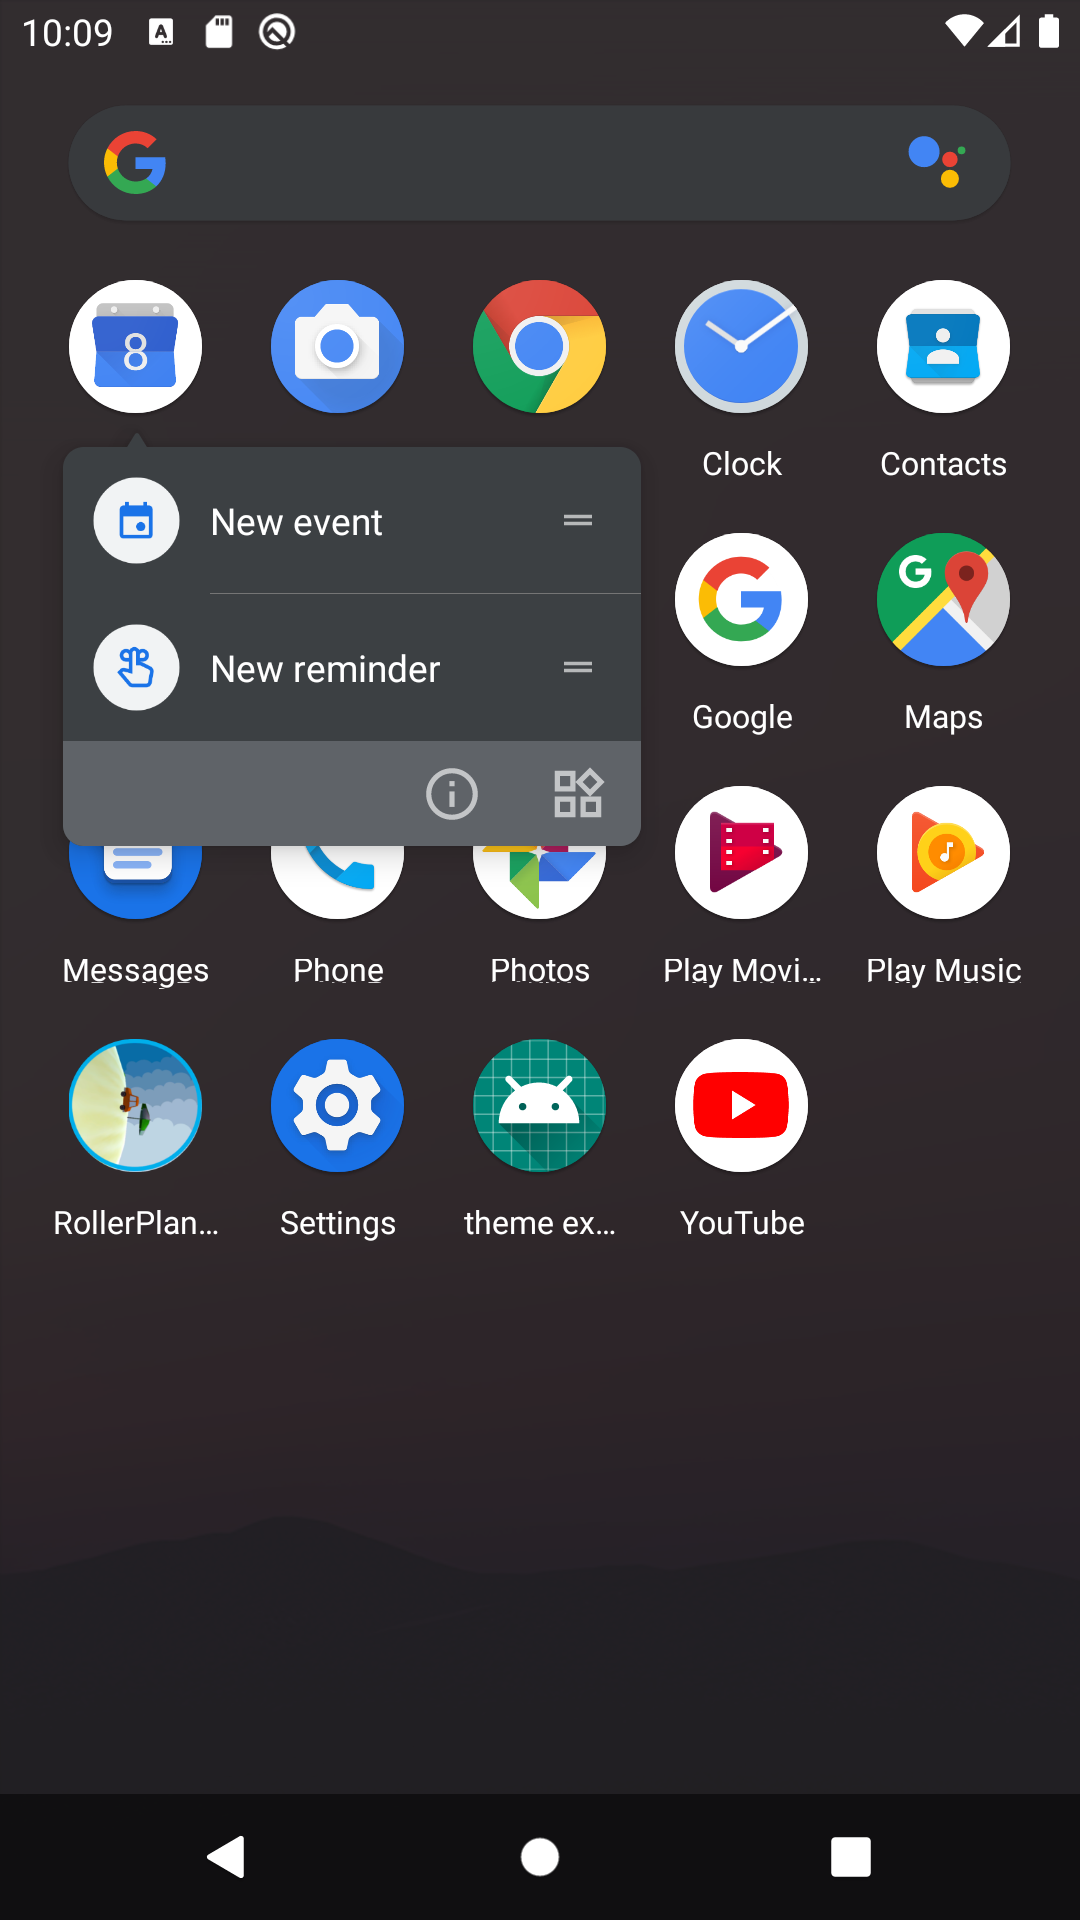 10:09
8
Clock
Contacts
New event
New reminder
Google
Maps
Messages
Phone
Photos
Play Movi...
Play Music
RollerPlan...
Settings
theme ex...
YouTube